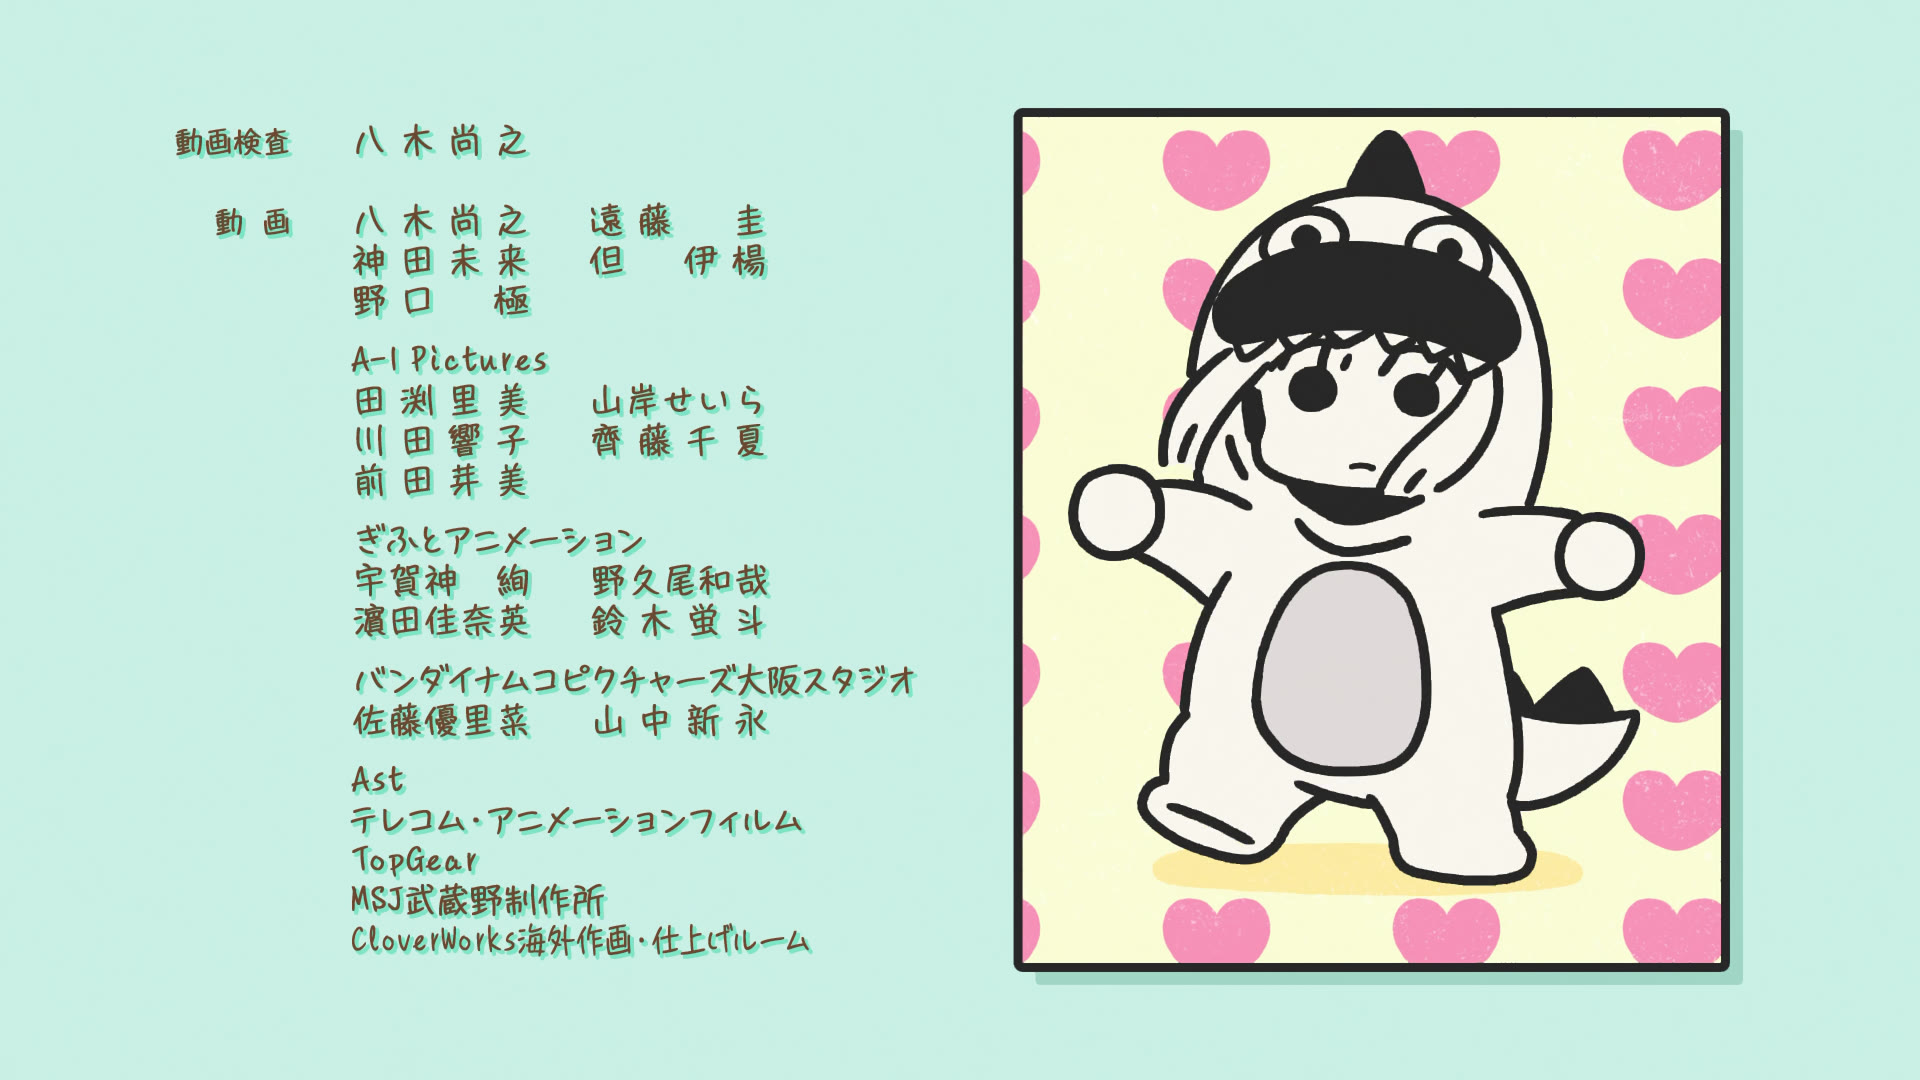 動画検査 八木尚之
動画 八木尚之 遠藤 圭
神田未来 但 伊楊
野口 極
A-1 Pictures
田渕里美 山岸せいら
川田響子 齊藤千夏
前田芽美
ぎふとアニメーション
宇賀神 絢 野久尾和哉
濵田佳奈英 鈴木蛍斗
バンダイナムコピクチャーズ大阪スタジオ
佐藤優里菜 山中新永
Ast
テレコム・アニメーションフィルム
TopGear
MSJ武蔵野制作所
CloverWorks海外作画・仕上げルーム